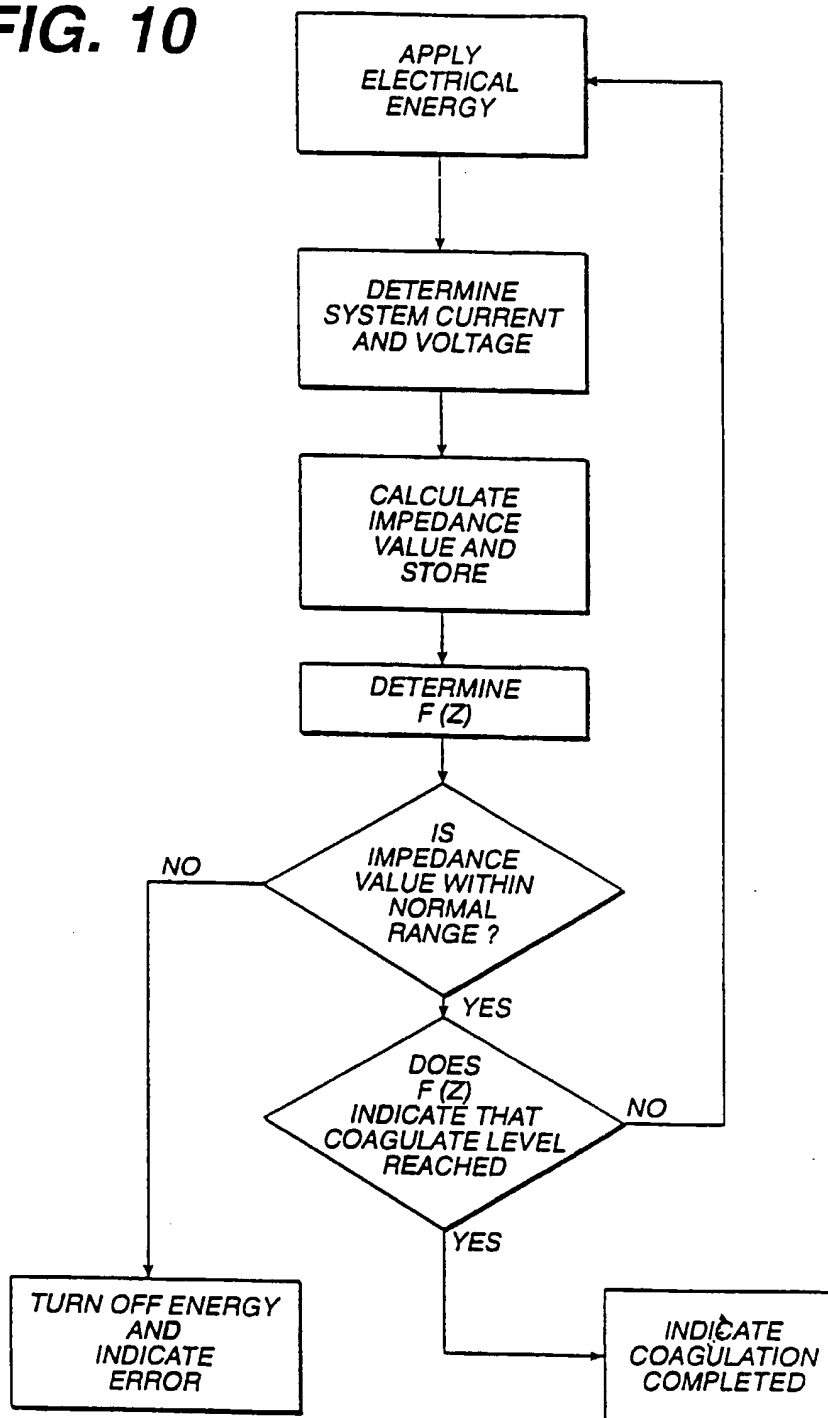 FIG. 10
APPLY
ELECTRICAL
ENERGY
DETERMINE
SYSTEM CURRENT
AND VOLTAGE
CALCULATE
IMPEDANCE
VALUE AND
STORE
DETERMINE
F (Z)
IS
IMPEDANCE
VALUE WITHIN
NORMAL
RANGE ?
NO
YES
DOES
F (Z)
INDICATE THAT
COAGULATE LEVEL
REACHED
NO
YES
TURN OFF ENERGY
AND
INDICATE
ERROR
INDICATE
COAGULATION
COMPLETED